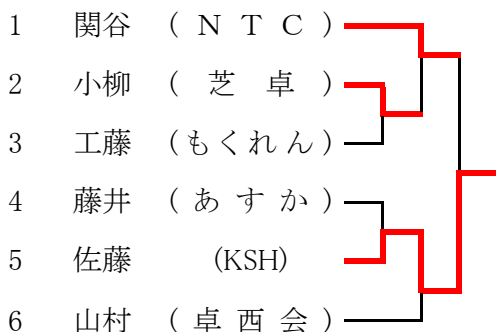 1 関谷 (NTC)
2 小柳 (芝卓)
3 工藤 (もくれん)
4 藤井 (あすか)
5 佐藤 (KSH)
6 山村 (卓西会)